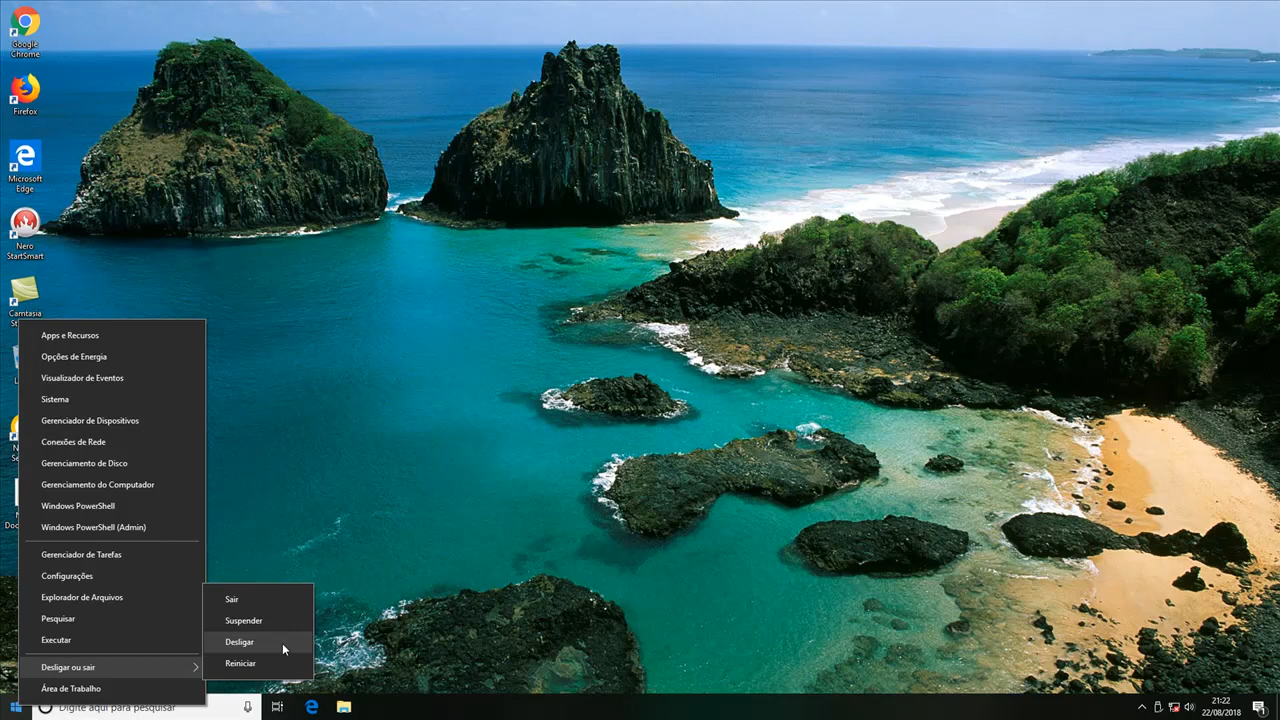 Google
Chrome
Firefox
Microsoft
Edge
Nero
StartSmart
Camtasia
Apps e Recursos
Opções de Energia
Visualizador de Eventos
Sistema
Gerenciador de Dispositivos
Conexões de Rede
Gerenciamento de Disco
Gerenciamento do Computador
Windows PowerShell
Windows PowerShell (Admin)
Gerenciador de Tarefas
Configurações
Explorador de Arquivos
Pesquisar
Executar
Desligar ou sair
Área de Trabalho
Sair
Suspender
Desligar
Reiniciar
Digite aqui para pesquisar
21:22
22/08/2018
1